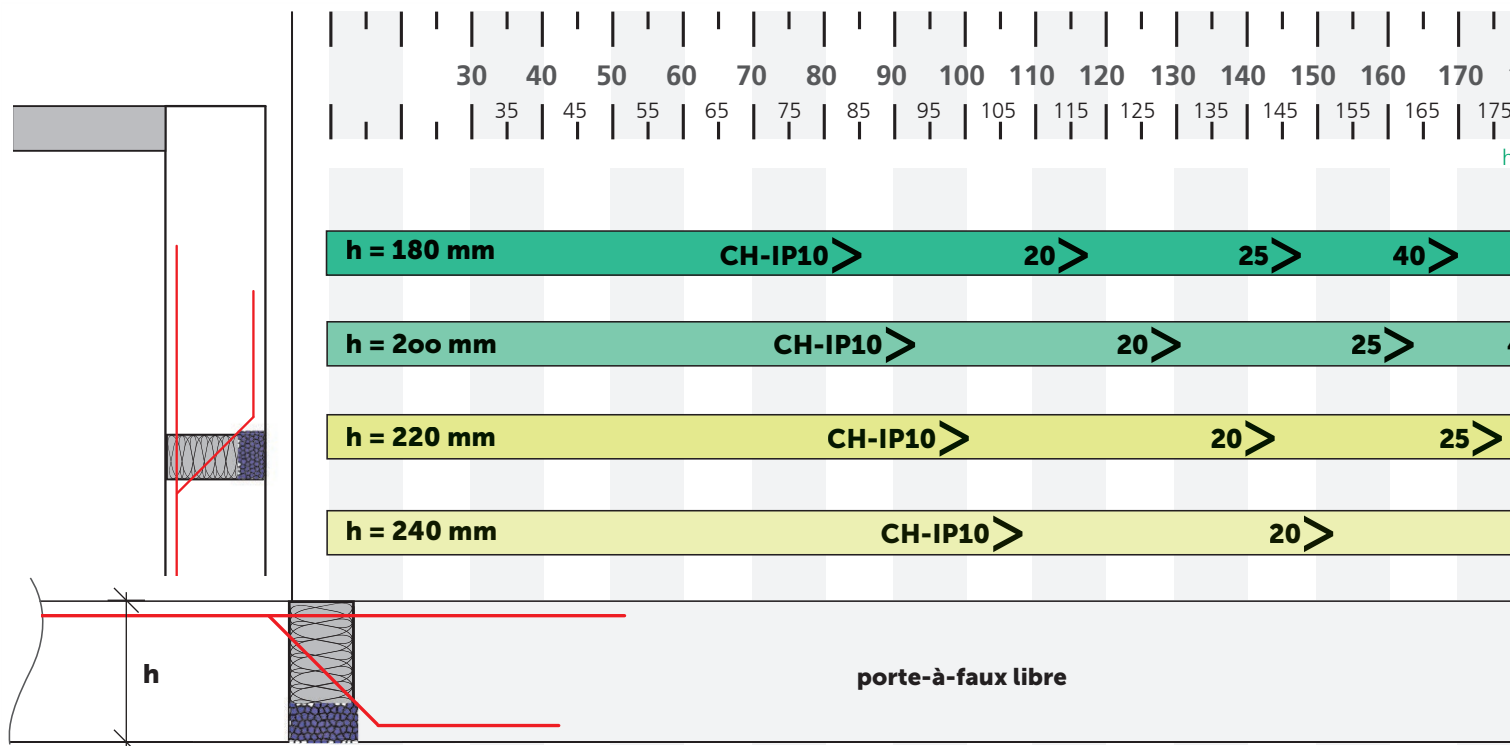 30 40 50 60 70 80 90 100 110 120 130 140 150 160 170
35 45 55 65 75 85 95 105 115 125 135 145 155 165 175
h
h = 180 mm CH-IP10> 20> 25> 40>
h = 2oo mm CH-IP10> 20> 25>
h = 220 mm CH-IP10> 20> 25>
h = 240 mm CH-IP10> 20>
h
porte-à-faux libre